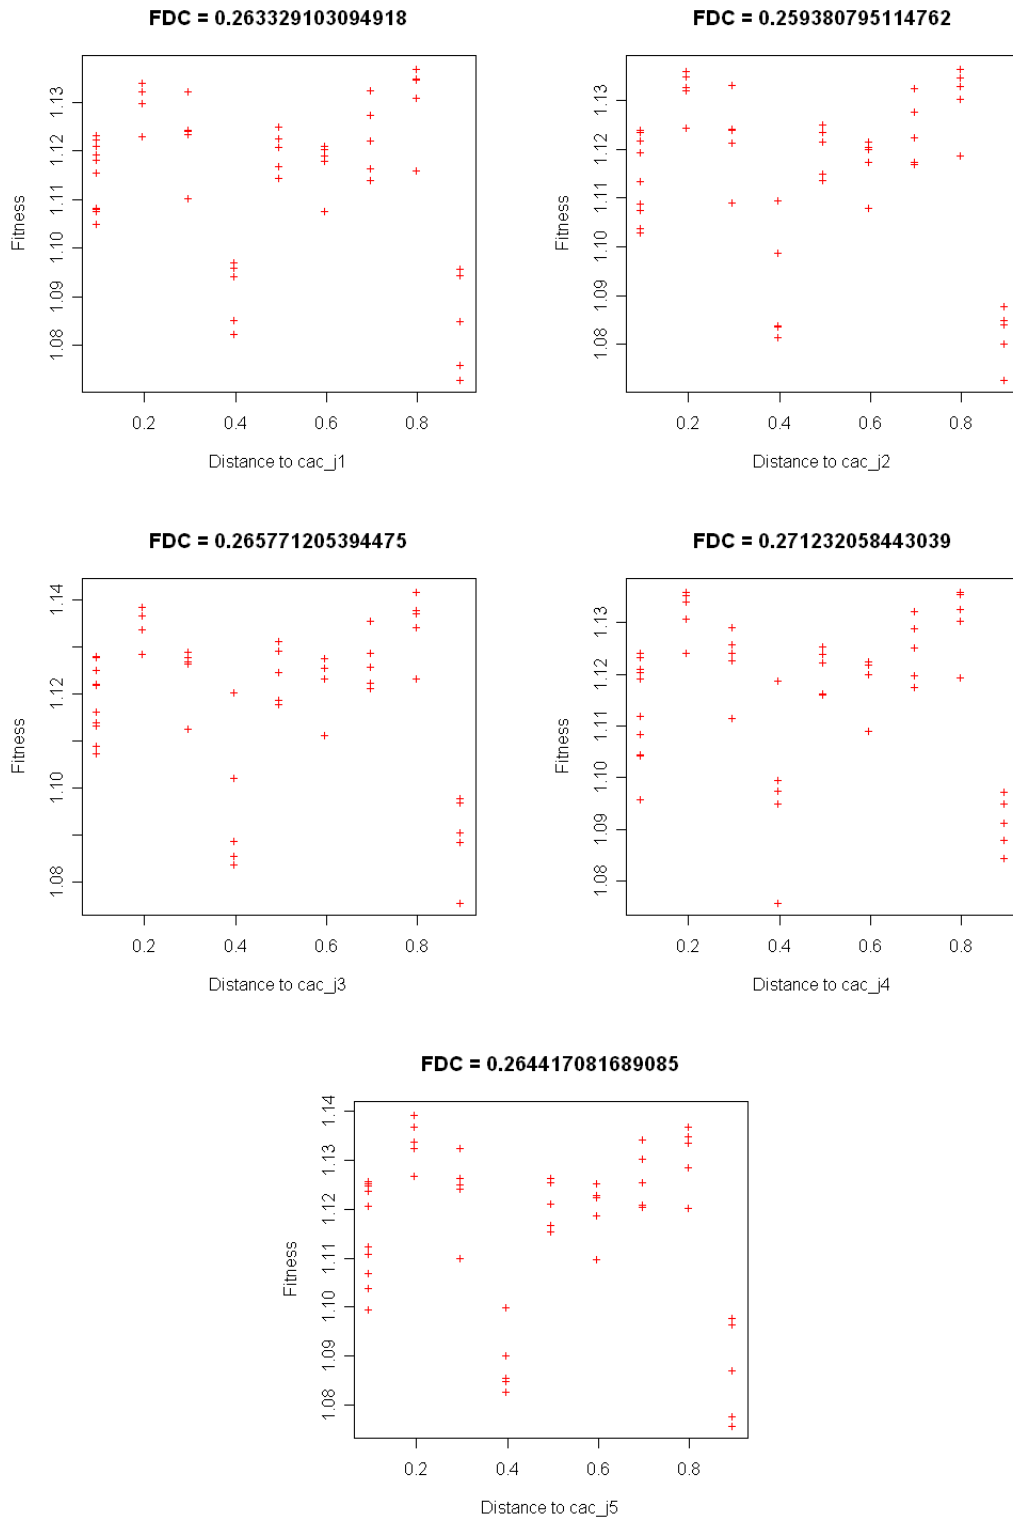 FDC = 0.263329103094918
FDC = 0.259380795114762
Fitness
1.13
1.12
1.11
1.10
1.09
1.08
0.2 0.4 0.6 0.8
Distance to cac_j1
Fitness
1.13
1.12
1.11
1.10
1.09
1.08
0.2 0.4 0.6 0.8
Distance to cac_j2
FDC = 0.265771205394475
FDC = 0.271232058443039
Fitness
1.14
1.12
1.10
1.08
0.2 0.4 0.6 0.8
Distance to cac_j3
Fitness
1.13
1.12
1.11
1.10
1.09
1.08
0.2 0.4 0.6 0.8
Distance to cac_j4
FDC = 0.264417081689085
Fitness
1.14
1.13
1.12
1.11
1.10
1.09
1.08
0.2 0.4 0.6 0.8
Distance to cac_j5